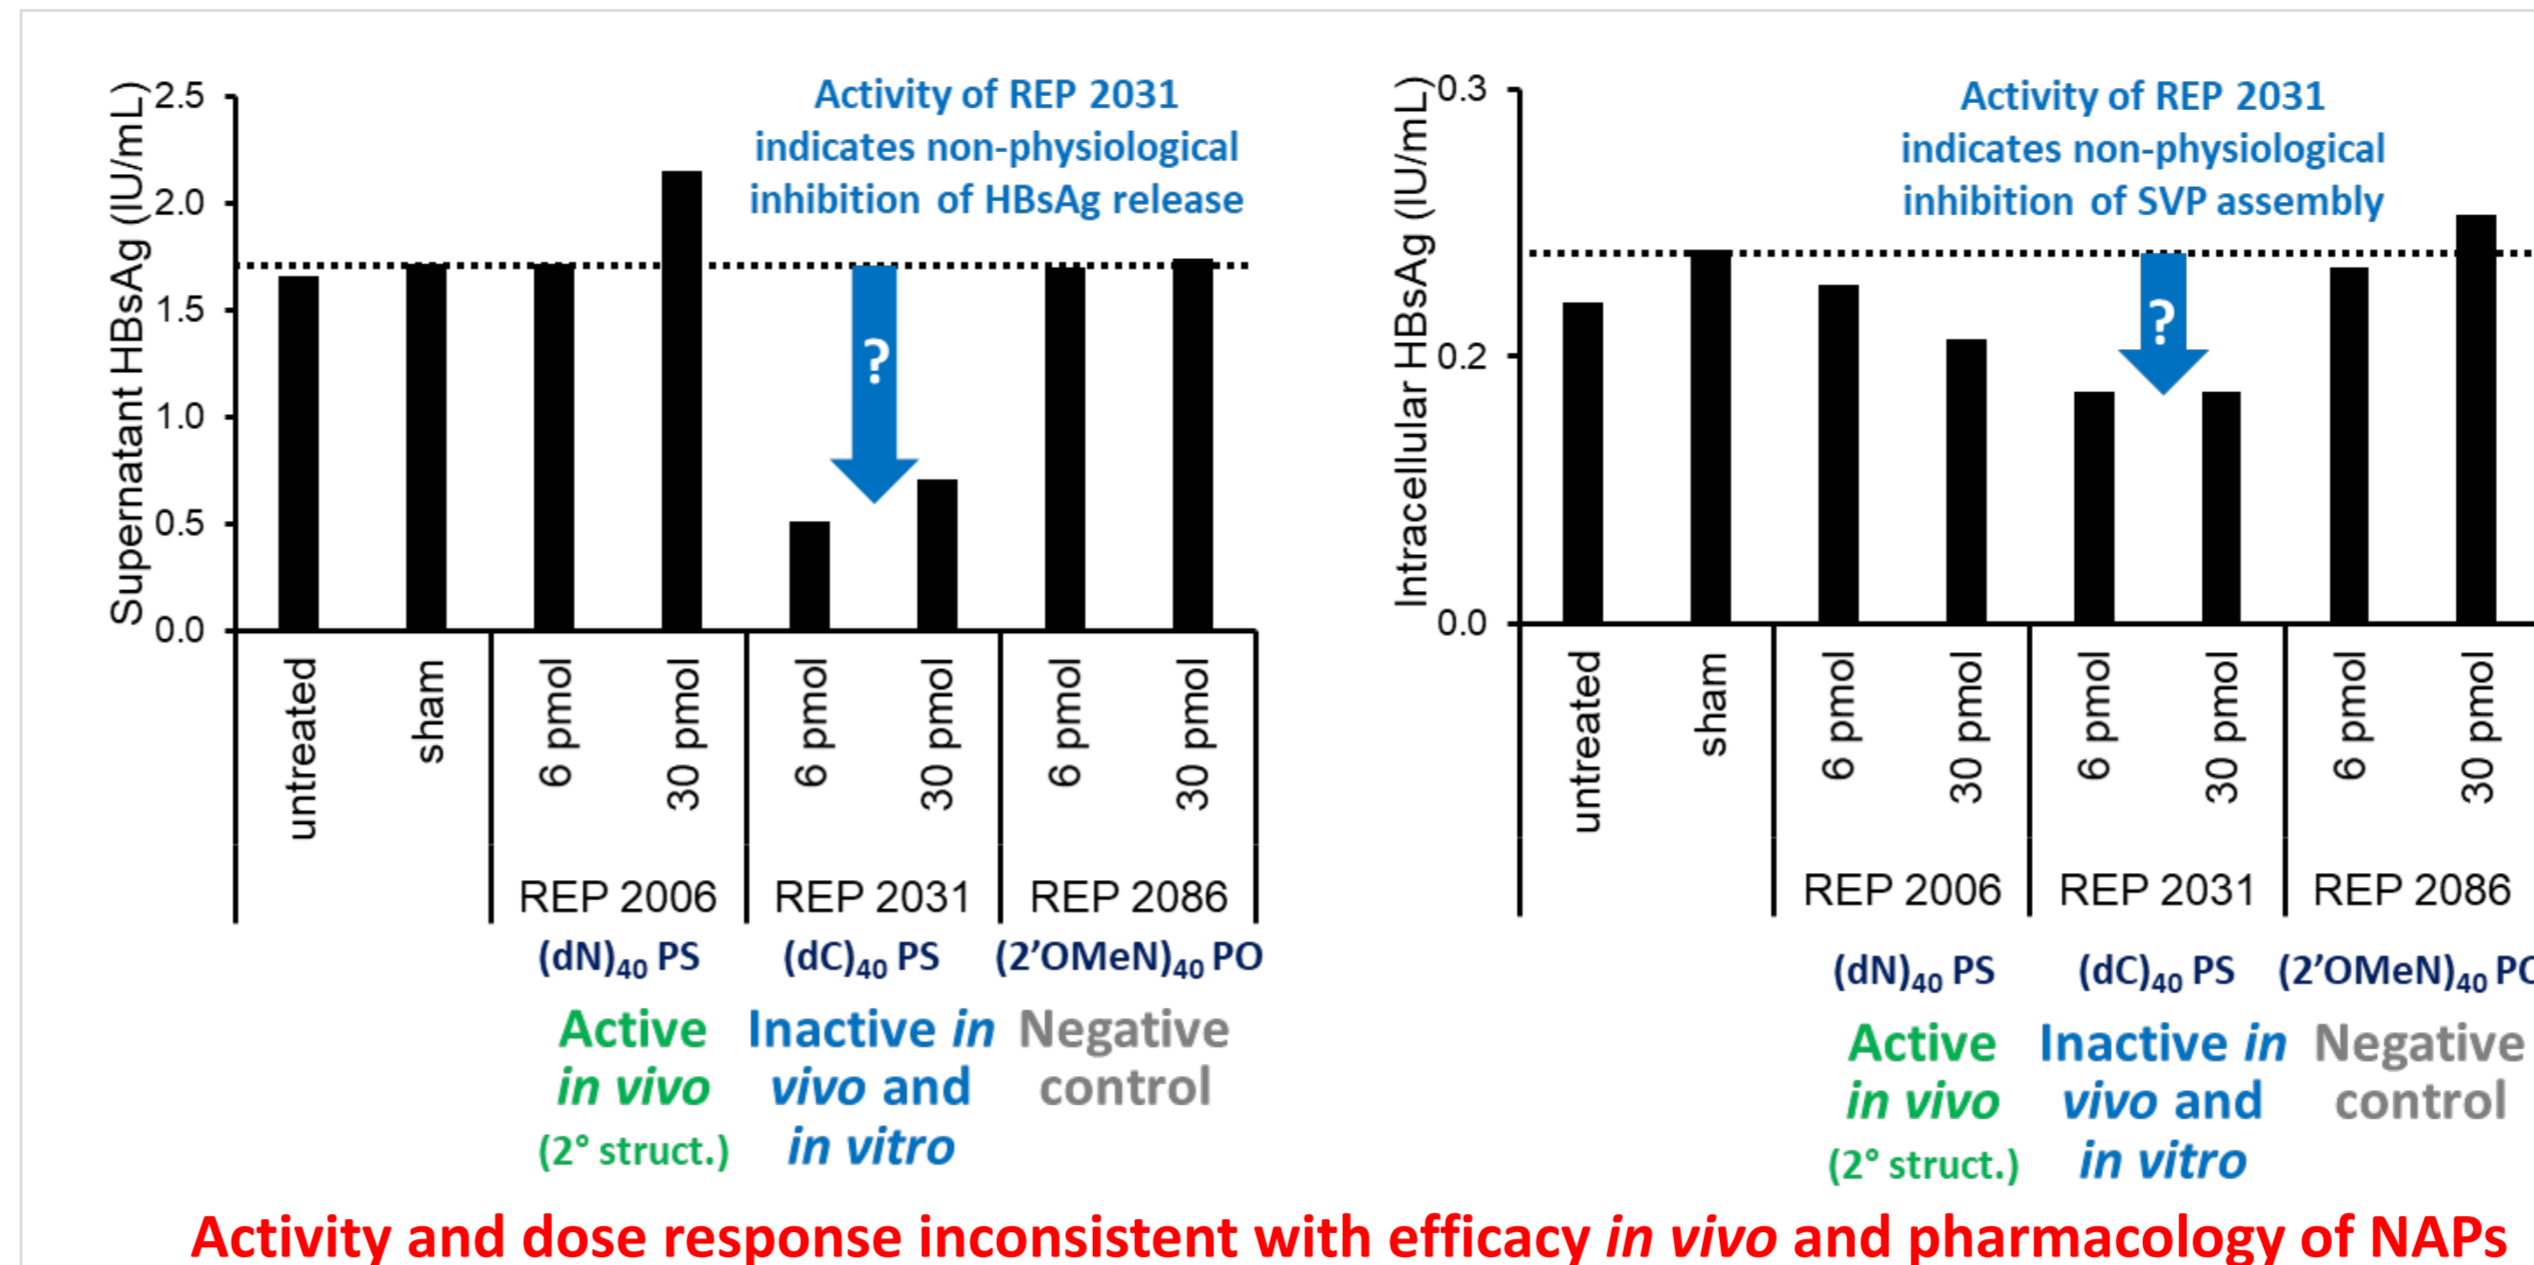 Supernatant HBsAg (IU/mL)
2.5
2.0
1.5
1.0
0.5
0.0
Activity of REP 2031
indicates non-physiological
inhibition of HBsAg release
?
untreated
sham
6 pmol
30 pmol
6 pmol
30 pmol
6 pmol
30 pmol
REP 2006
REP 2031
REP 2086
(dN)40 PS
(dC)40 PS
(2'OMeN)40 PO
Active
in vivo
(2° struct.)
Inactive in
vivo and
in vitro
Negative
control
Intracellular HBsAg (IU/mL)
0.3
0.2
0.0
Activity of REP 2031
indicates non-physiological
inhibition of SVP assembly
?
untreated
sham
6 pmol
30 pmol
6 pmol
30 pmol
6 pmol
30 pmol
REP 2006
REP 2031
REP 2086
(dN)40 PS
(dC)40 PS
(2'OMeN)40 PO
Active
in vivo
(2° struct.)
Inactive in
vivo and
in vitro
Negative
control
Activity and dose response inconsistent with efficacy in vivo and pharmacology of NAPs